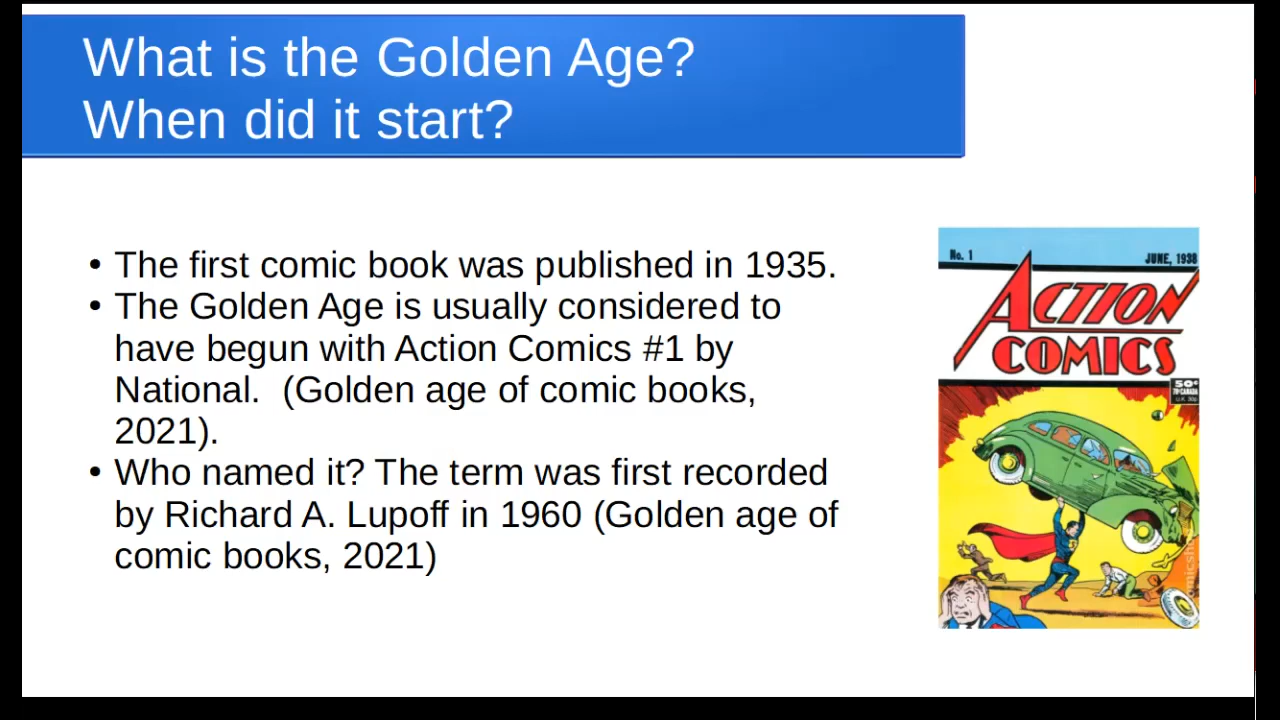 What is the Golden Age?
When did it start?
• The first comic book was published in 1935.
• The Golden Age is usually considered to
have begun with Action Comics #1 by
National.  (Golden age of comic books,
2021).
• Who named it? The term was first recorded
by Richard A. Lupoff in 1960 (Golden age of
comic books, 2021)
No. 1
JUNE, 1938
ACTION
COMICS
50¢